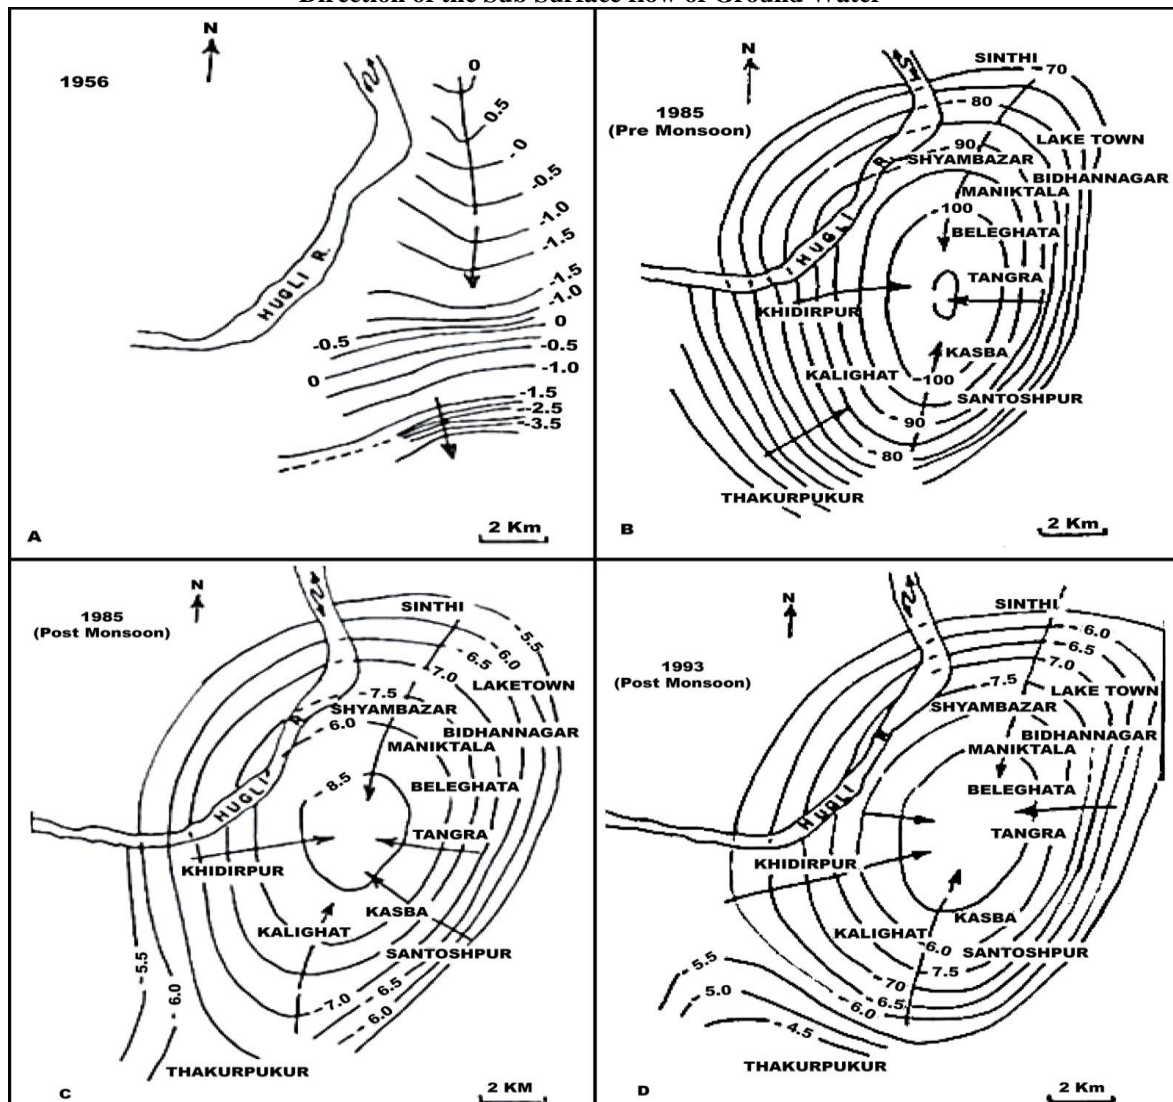 Direction of the Sub Surface flow of Ground Water
N
1956
HUGLI R.
0
0.5
- 0
-0.5
-1.0
-1.5
-1.5
-1.0
0
-0.5
-0.5
-1.0
0
-1.5
-2.5
-3.5
2 Km
A
N
1985
(Pre Monsoon)
SINTHI
- 70
- 80
LAKE TOWN
- 90
SHYAMBAZAR
BIDHANNAGAR
MANIKTALA
- 100
BELEGHATA
HUGLI R.
TANGRA
KHIDIRPUR
KASBA
KALIGHAT
-100
SANTOSHPUR
- 90
- 80
THAKURPUKUR
2 Km
B
N
1985
(Post Monsoon)
SINTHI
- 5.5
- 6.0
- 6.5
- 7.0
LAKETOWN
- 7.5
SHYAMBAZAR
- 6.0
BIDHANNAGAR
MANIKTALA
- 8.5
BELEGHATA
HUGLI R.
TANGRA
KHIDIRPUR
KASBA
KALIGHAT
SANTOSHPUR
- 5.5
- 6.0
- 7.0
- 6.5
- 6.0
THAKURPUKUR
2 KM
C
N
1993
(Post Monsoon)
SINTHI
- 6.0
- 6.5
- 7.0
- 7.5
LAKE TOWN
SHYAMBAZAR
BIDHANNAGAR
MANIKTALA
BELEGHATA
HUGLI R.
TANGRA
KHIDIRPUR
KASBA
KALIGHAT
-6.0
SANTOSHPUR
- 7.5
- 70
- 6.5
- 6.0
- 5.5
- 5.0
- 4.5
THAKURPUKUR
2 Km
D